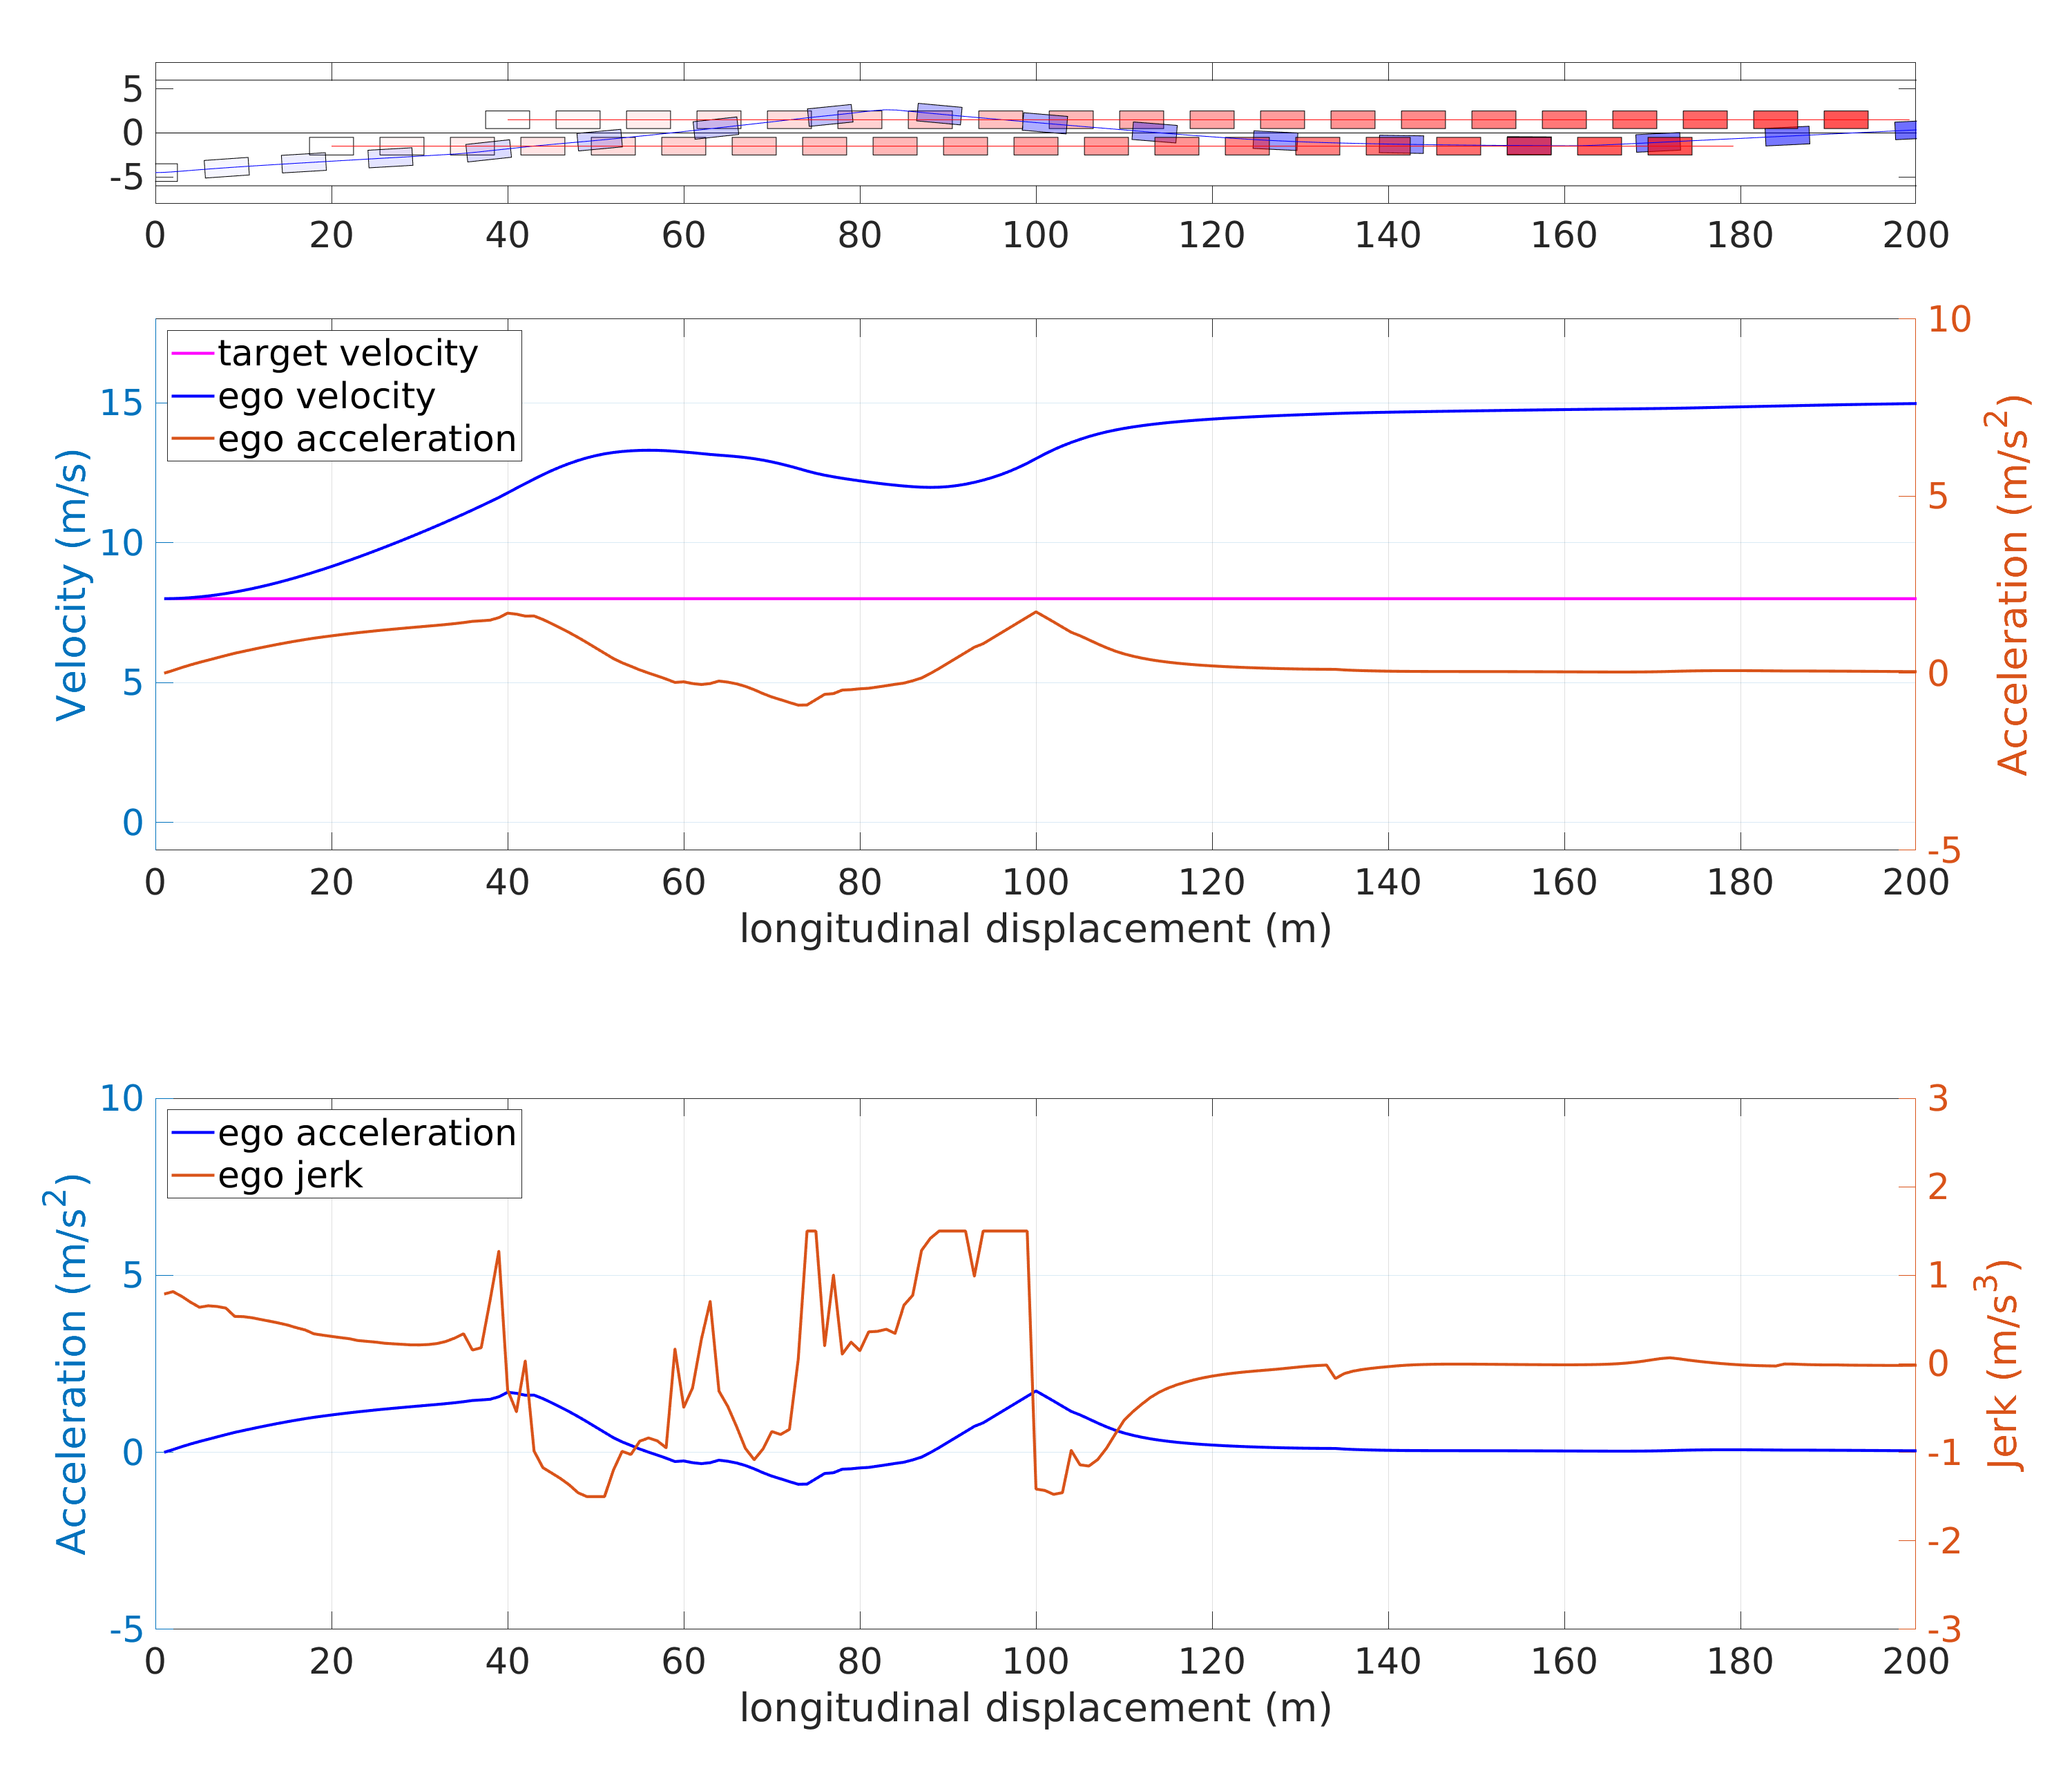 5
0
-5
0 20 40 60 80 100 120 140 160 180 200
target velocity
ego velocity
ego acceleration
Velocity (m/s)
15
10
5
0
10
5
0
-5
Acceleration (m/s²)
0 20 40 60 80 100 120 140 160 180 200
longitudinal displacement (m)
ego acceleration
ego jerk
Acceleration (m/s²)
10
5
0
-5
3
2
1
0
-1
-2
-3
Jerk (m/s³)
0 20 40 60 80 100 120 140 160 180 200
longitudinal displacement (m)